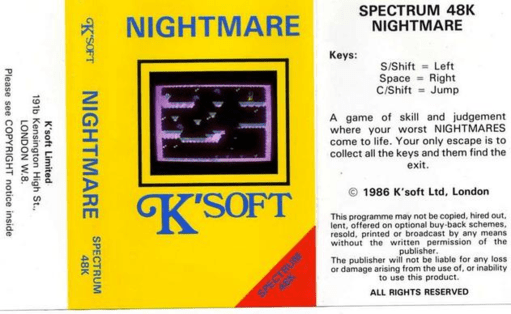 K'soft Limited
191b Kensington High St.,
LONDON W.8.
Please see COPYRIGHT notice inside
K'SOFT
NIGHTMARE
SPECTRUM
48K
NIGHTMARE
K'SOFT
SPECTRUM
48K
SPECTRUM 48K
NIGHTMARE
Keys:
S/Shift = Left
Space = Right
C/Shift = Jump
A game of skill and judgement
where your worst NIGHTMARES
come to life. Your only escape is to
collect all the keys and them find the
exit.
© 1986 K'soft Ltd, London
This programme may not be copied, hired out,
lent, offered on optional buy-back schemes,
resold, printed or broadcast by any means
without the written permission of the
publisher.
The publisher will not be liable for any loss
or damage arising from the use of, or inability
to use this product.
ALL RIGHTS RESERVED